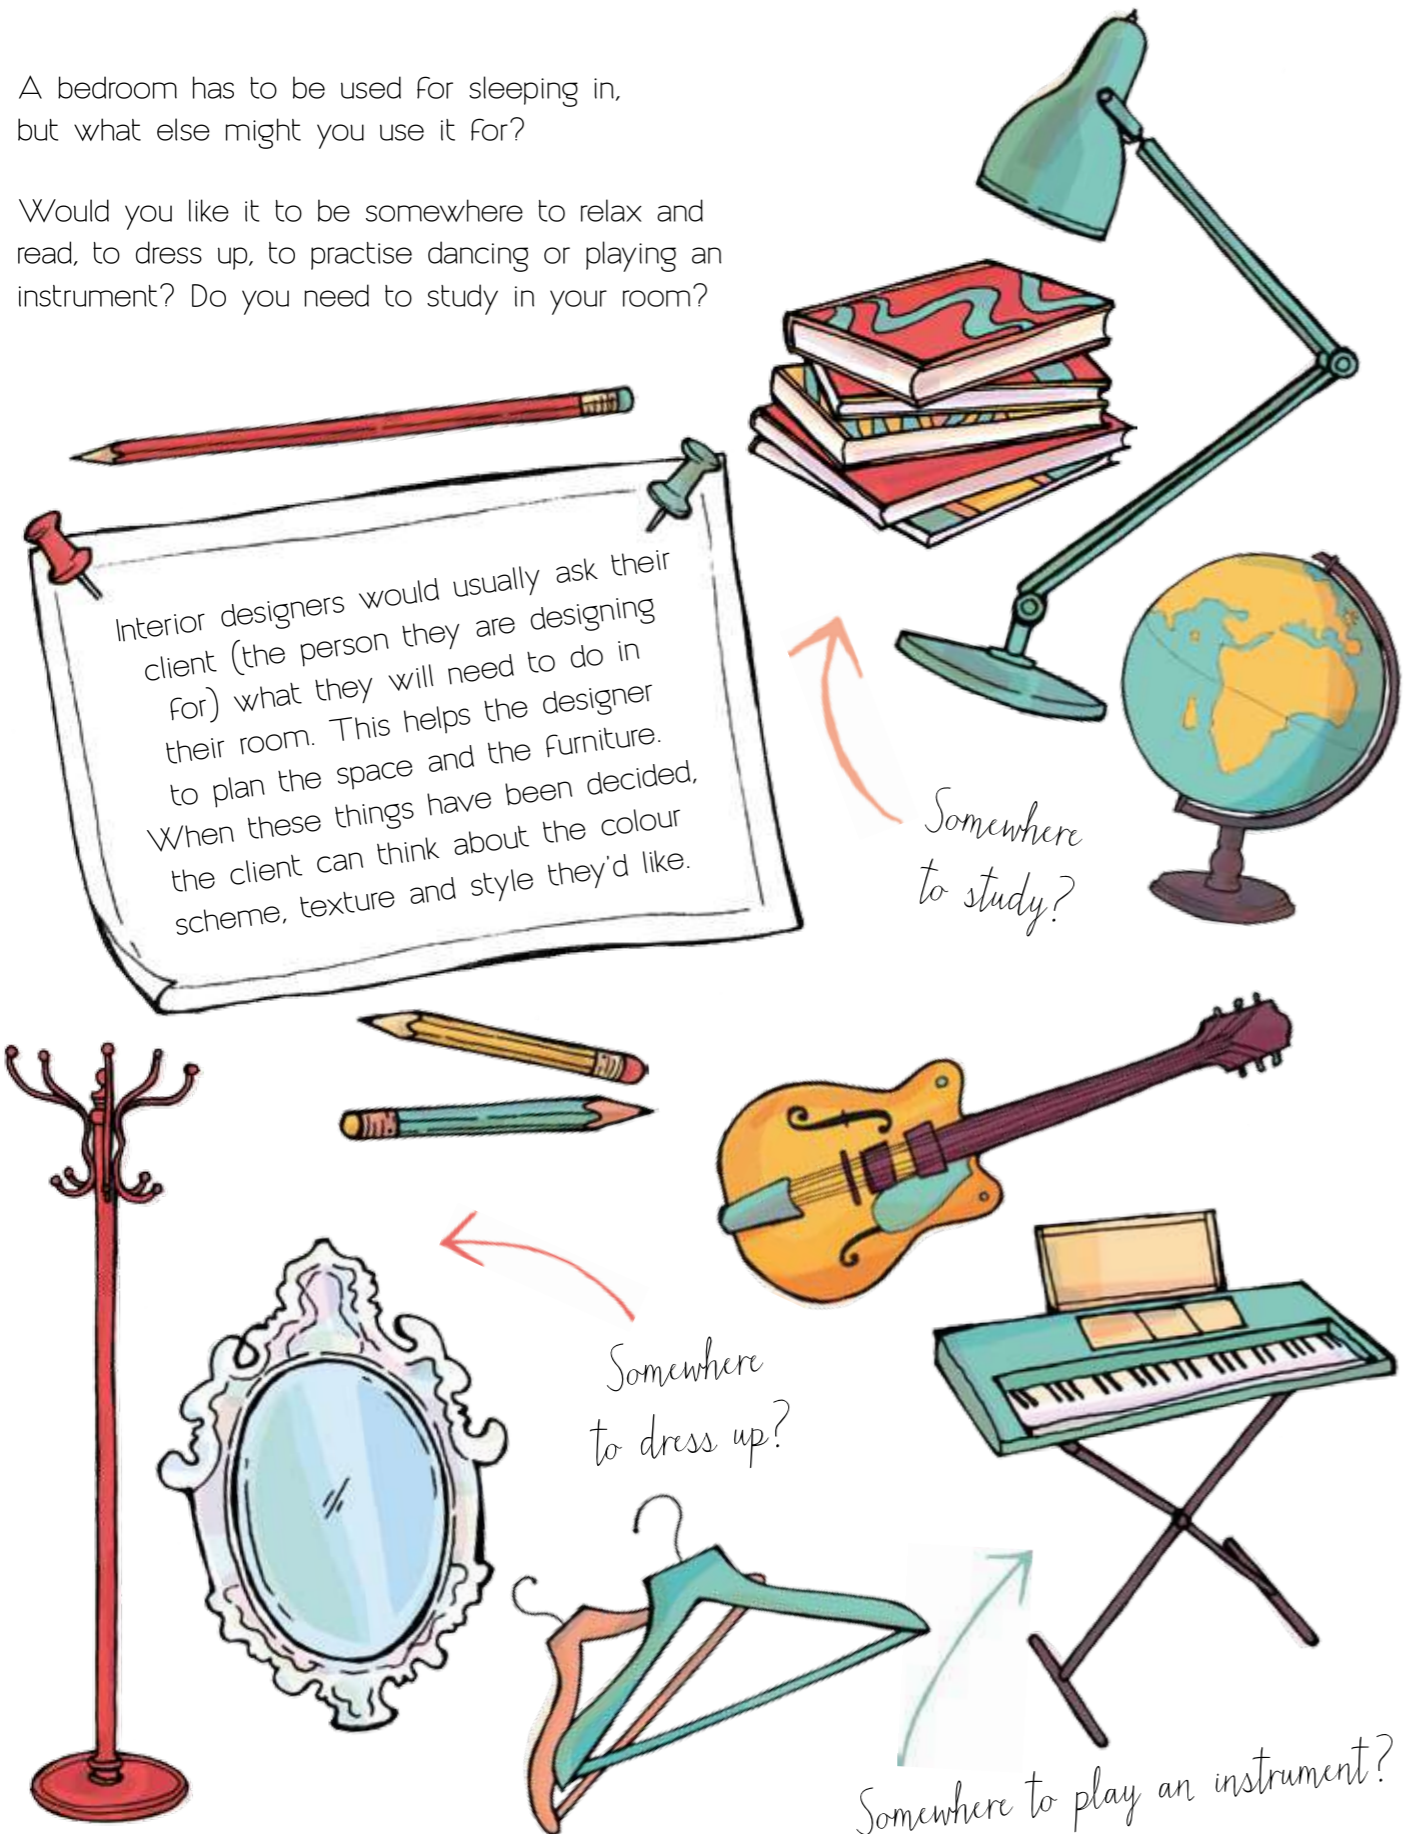 A bedroom has to be used for sleeping in,
but what else might you use it for?
Would you like it to be somewhere to relax and
read, to dress up, to practise dancing or playing an
instrument? Do you need to study in your room?
Interior designers would usually ask their
client (the person they are designing
for) what they will need to do in
their room. This helps the designer
to plan the space and the furniture.
When these things have been decided,
the client can think about the colour
scheme, texture and style they'd like.
Somewhere
to study?
Somewhere
to dress up?
Somewhere to play an instrument?